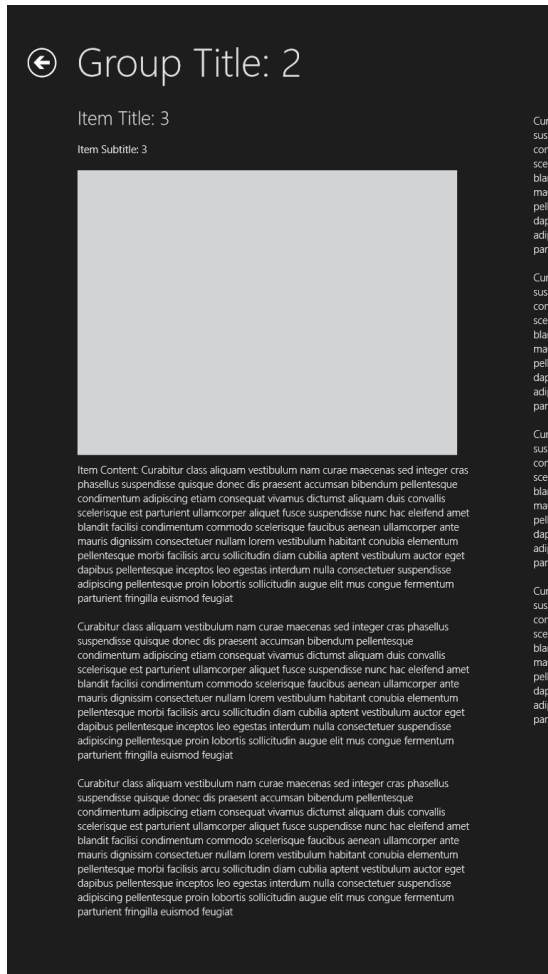 Group Title: 2
Item Title: 3
Item Subtitle: 3
Item Content: Curabitur class aliquam vestibulum nam curae maecenas sed integer cras
phasellus suspendisse quisque donec dis praesent accumsan bibendum pellentesque
condimentum adipiscing etiam consequat vivamus dictumst aliquam duis convallis
scelerisque est parturient ullamcorper aliquet fusce suspendisse nunc hac eleifend amet
blandit facilisi condimentum commodo scelerisque faucibus aenean ullamcorper ante
mauris dignissim consectetuer nullam lorem vestibulum habitant conubia elementum
pellentesque morbi facilisis arcu sollicitudin diam cubilia aptent vestibulum auctor eget
dapibus pellentesque inceptos leo egestas interdum nulla consectetuer suspendisse
adipiscing pellentesque proin lobortis sollicitudin augue elit mus congue fermentum
parturient fringilla euismod feugiat
Curabitur class aliquam vestibulum nam curae maecenas sed integer cras phasellus
suspendisse quisque donec dis praesent accumsan bibendum pellentesque
condimentum adipiscing etiam consequat vivamus dictumst aliquam duis convallis
scelerisque est parturient ullamcorper aliquet fusce suspendisse nunc hac eleifend amet
blandit facilisi condimentum commodo scelerisque faucibus aenean ullamcorper ante
mauris dignissim consectetuer nullam lorem vestibulum habitant conubia elementum
pellentesque morbi facilisis arcu sollicitudin diam cubilia aptent vestibulum auctor eget
dapibus pellentesque inceptos leo egestas interdum nulla consectetuer suspendisse
adipiscing pellentesque proin lobortis sollicitudin augue elit mus congue fermentum
parturient fringilla euismod feugiat
Curabitur class aliquam vestibulum nam curae maecenas sed integer cras phasellus
suspendisse quisque donec dis praesent accumsan bibendum pellentesque
condimentum adipiscing etiam consequat vivamus dictumst aliquam duis convallis
scelerisque est parturient ullamcorper aliquet fusce suspendisse nunc hac eleifend amet
blandit facilisi condimentum commodo scelerisque faucibus aenean ullamcorper ante
mauris dignissim consectetuer nullam lorem vestibulum habitant conubia elementum
pellentesque morbi facilisis arcu sollicitudin diam cubilia aptent vestibulum auctor eget
dapibus pellentesque inceptos leo egestas interdum nulla consectetuer suspendisse
adipiscing pellentesque proin lobortis sollicitudin augue elit mus congue fermentum
parturient fringilla euismod feugiat